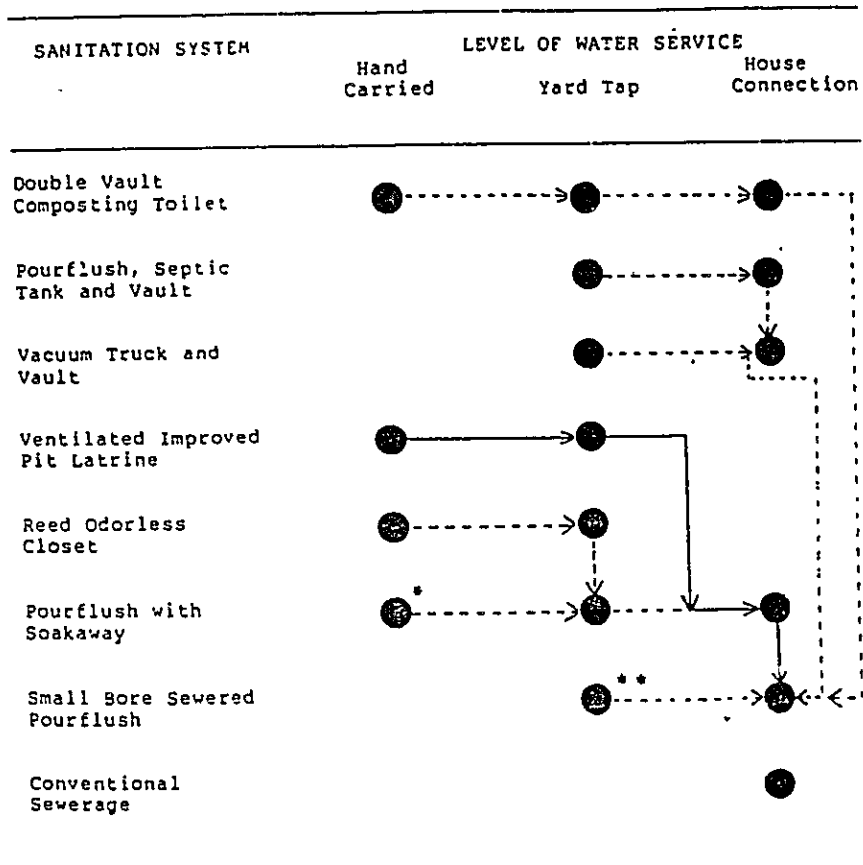 SANITATION SYSTEM
LEVEL OF WATER SERVICE
Hand
Carried
Yard Tap
House
Connection
Double Vault
Composting Toilet
Pourflush, Septic
Tank and Vault
Vacuum Truck and
Vault
Ventilated Improved
Pit Latrine
Reed Odorless
Closet
Pourflush with
Soakaway
*
Small Bore Sewered
Pourflush
* *
Conventional
Sewerage